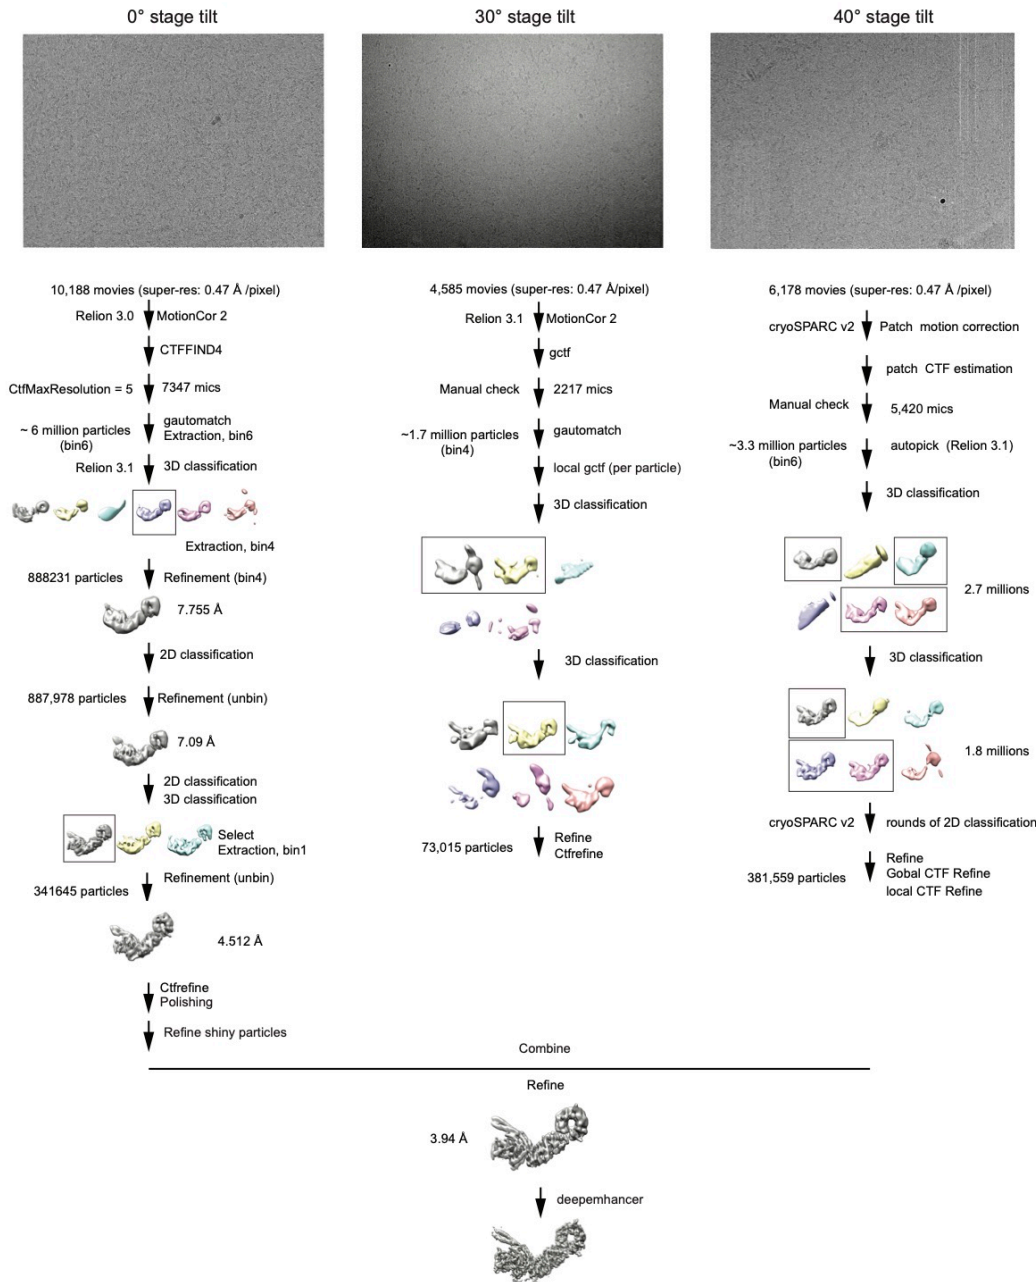 0° stage tilt
30° stage tilt
40° stage tilt
10,188 movies (super-res: 0.47 Å /pixel)
Relion 3.0
MotionCor 2
CTFFIND4
CtfMaxResolution = 5
7347 mics
~ 6 million particles
(bin6)
gautomatch
Extraction, bin6
Relion 3.1
3D classification
Extraction, bin4
888231 particles
Refinement (bin4)
7.755 Å
2D classification
887,978 particles
Refinement (unbin)
7.09 Å
2D classification
3D classification
Select
Extraction, bin1
341645 particles
Refinement (unbin)
4.512 Å
Ctfrefine
Polishing
Refine shiny particles
4,585 movies (super-res: 0.47 Å/pixel)
Relion 3.1
MotionCor 2
gctf
Manual check
2217 mics
~1.7 million particles
(bin4)
gautomatch
local gctf (per particle)
3D classification
3D classification
73,015 particles
Refine
Ctfrefine
6,178 movies (super-res: 0.47 Å/pixel)
cryoSPARC v2
Patch motion correction
patch CTF estimation
Manual check
5,420 mics
~3.3 million particles
(bin6)
autopick (Relion 3.1)
3D classification
2.7 millions
3D classification
1.8 millions
cryoSPARC v2
rounds of 2D classification
381,559 particles
Refine
Gobal CTF Refine
local CTF Refine
Combine
Refine
3.94 Å
deepemhancer